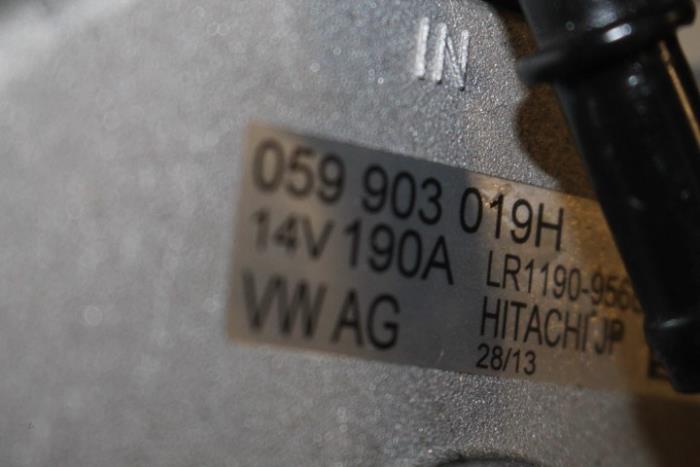 IN
059 903 019H
14V 190A LR1190-956
VW AG HITACHI JP
28/13